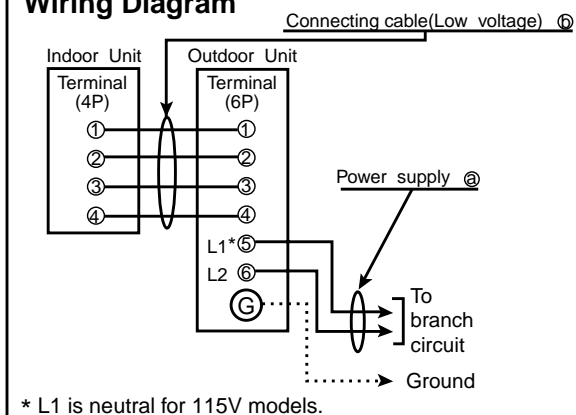 Wiring Diagram
Connecting cable(Low voltage) ⓑ
Indoor Unit
Outdoor Unit
Terminal
(4P)
Terminal
(6P)
① ①
② ②
③ ③
④ ④
Power supply ⓐ
L1*⑤
L2 ⑥
G
To
branch
circuit
Ground
* L1 is neutral for 115V models.